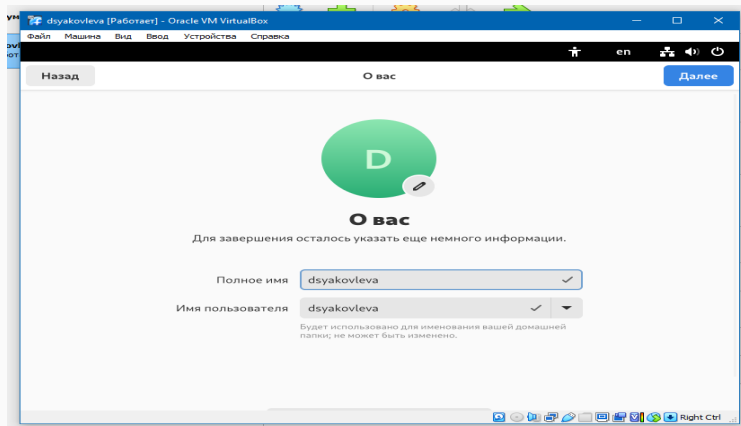 dsyakovleva [Работает] - Oracle VM VirtualBox
Файл Машина Вид Ввод Устройства Справка
en
Назад О вас Далее
D
О вас
Для завершения осталось указать еще немного информации.
Полное имя dsyakovleva
Имя пользователя dsyakovleva
Будет использовано для именования вашей домашней
папки; не может быть изменено.
Right Ctrl